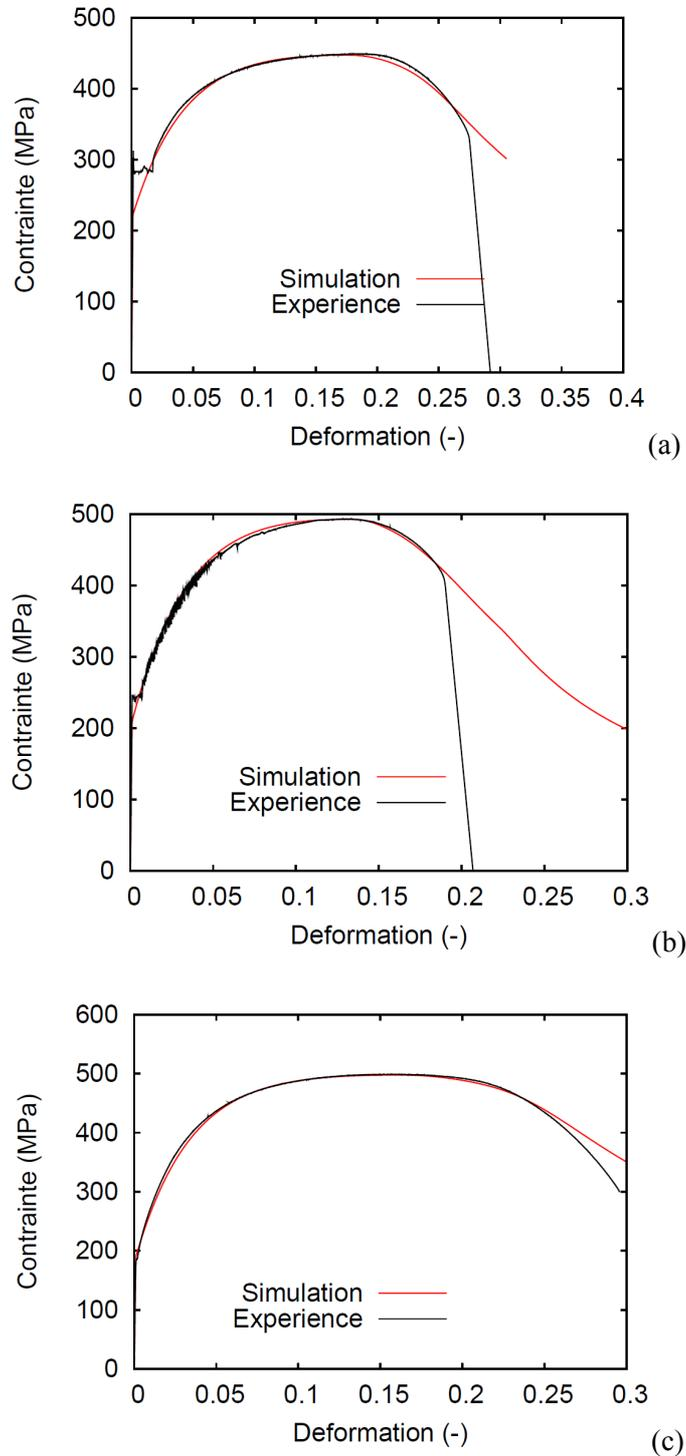 500
400
300
200
100
0
Contrainte (MPa)
Simulation
Experience
0 0.05 0.1 0.15 0.2 0.25 0.3 0.35 0.4
Deformation (-)
(a)
500
400
300
200
100
0
Contrainte (MPa)
Simulation
Experience
0 0.05 0.1 0.15 0.2 0.25 0.3
Deformation (-)
(b)
600
500
400
300
200
100
0
Contrainte (MPa)
Simulation
Experience
0 0.05 0.1 0.15 0.2 0.25 0.3
Deformation (-)
(c)